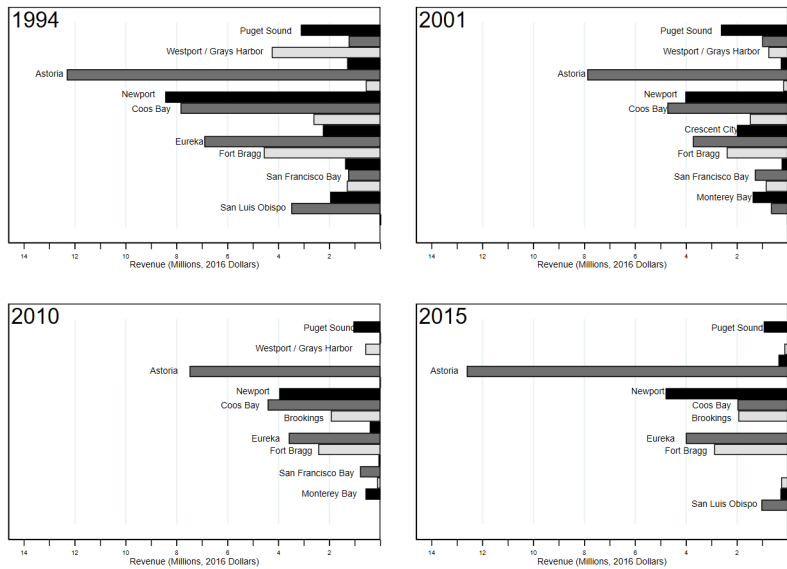 1994
Puget Sound
Westport / Grays Harbor
Astoria
Newport
Coos Bay
Eureka
Fort Bragg
San Francisco Bay
San Luis Obispo
14 12 10 8 6 4 2
Revenue (Millions, 2016 Dollars)
2001
Puget Sound
Westport / Grays Harbor
Astoria
Newport
Coos Bay
Crescent City
Fort Bragg
San Francisco Bay
Monterey Bay
14 12 10 8 6 4 2
Revenue (Millions, 2016 Dollars)
2010
Puget Sound
Westport / Grays Harbor
Astoria
Newport
Coos Bay
Brookings
Eureka
Fort Bragg
San Francisco Bay
Monterey Bay
14 12 10 8 6 4 2
Revenue (Millions, 2016 Dollars)
2015
Puget Sound
Astoria
Newport
Coos Bay
Brookings
Eureka
Fort Bragg
San Luis Obispo
14 12 10 8 6 4 2
Revenue (Millions, 2016 Dollars)